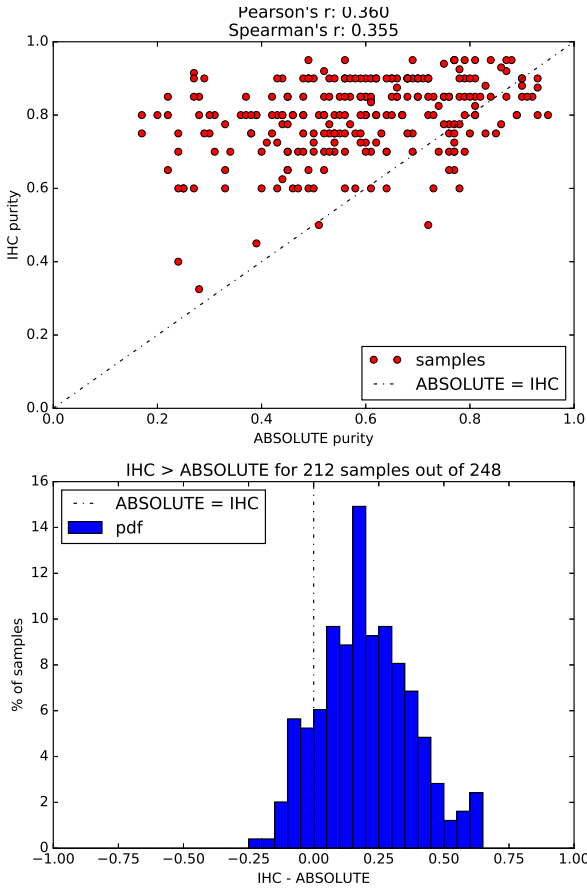 Pearson's r: 0.360
Spearman's r: 0.355
1.0
0.8
0.6
0.4
0.2
0.0
IHC purity
samples
ABSOLUTE = IHC
0.0 0.2 0.4 0.6 0.8 1.0
ABSOLUTE purity
IHC > ABSOLUTE for 212 samples out of 248
16
14
12
10
8
6
4
2
0
% of samples
ABSOLUTE = IHC
pdf
−1.00 −0.75 −0.50 −0.25 0.00 0.25 0.50 0.75 1.00
IHC - ABSOLUTE